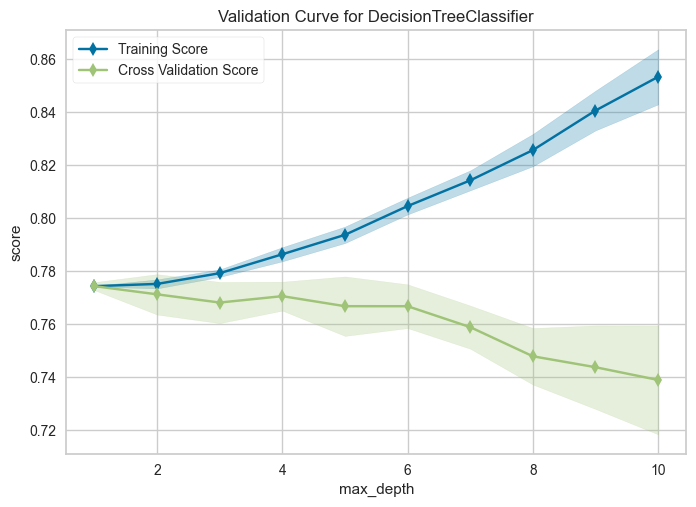 Validation Curve for DecisionTreeClassifier
Training Score
Cross Validation Score
score
0.86
0.84
0.82
0.80
0.78
0.76
0.74
0.72
2 4 6 8 10
max_depth